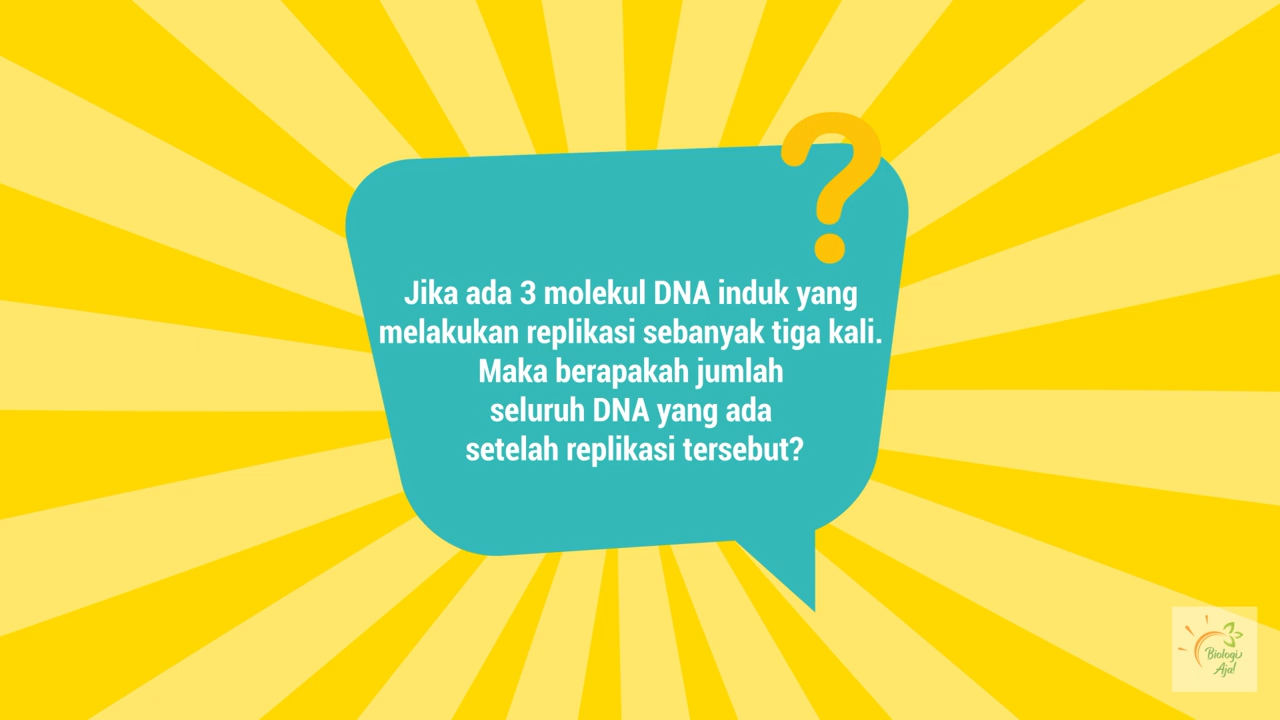 Jika ada 3 molekul DNA induk yang
melakukan replikasi sebanyak tiga kali.
Maka berapakah jumlah
seluruh DNA yang ada
setelah replikasi tersebut?
?
Biologi
Aja!